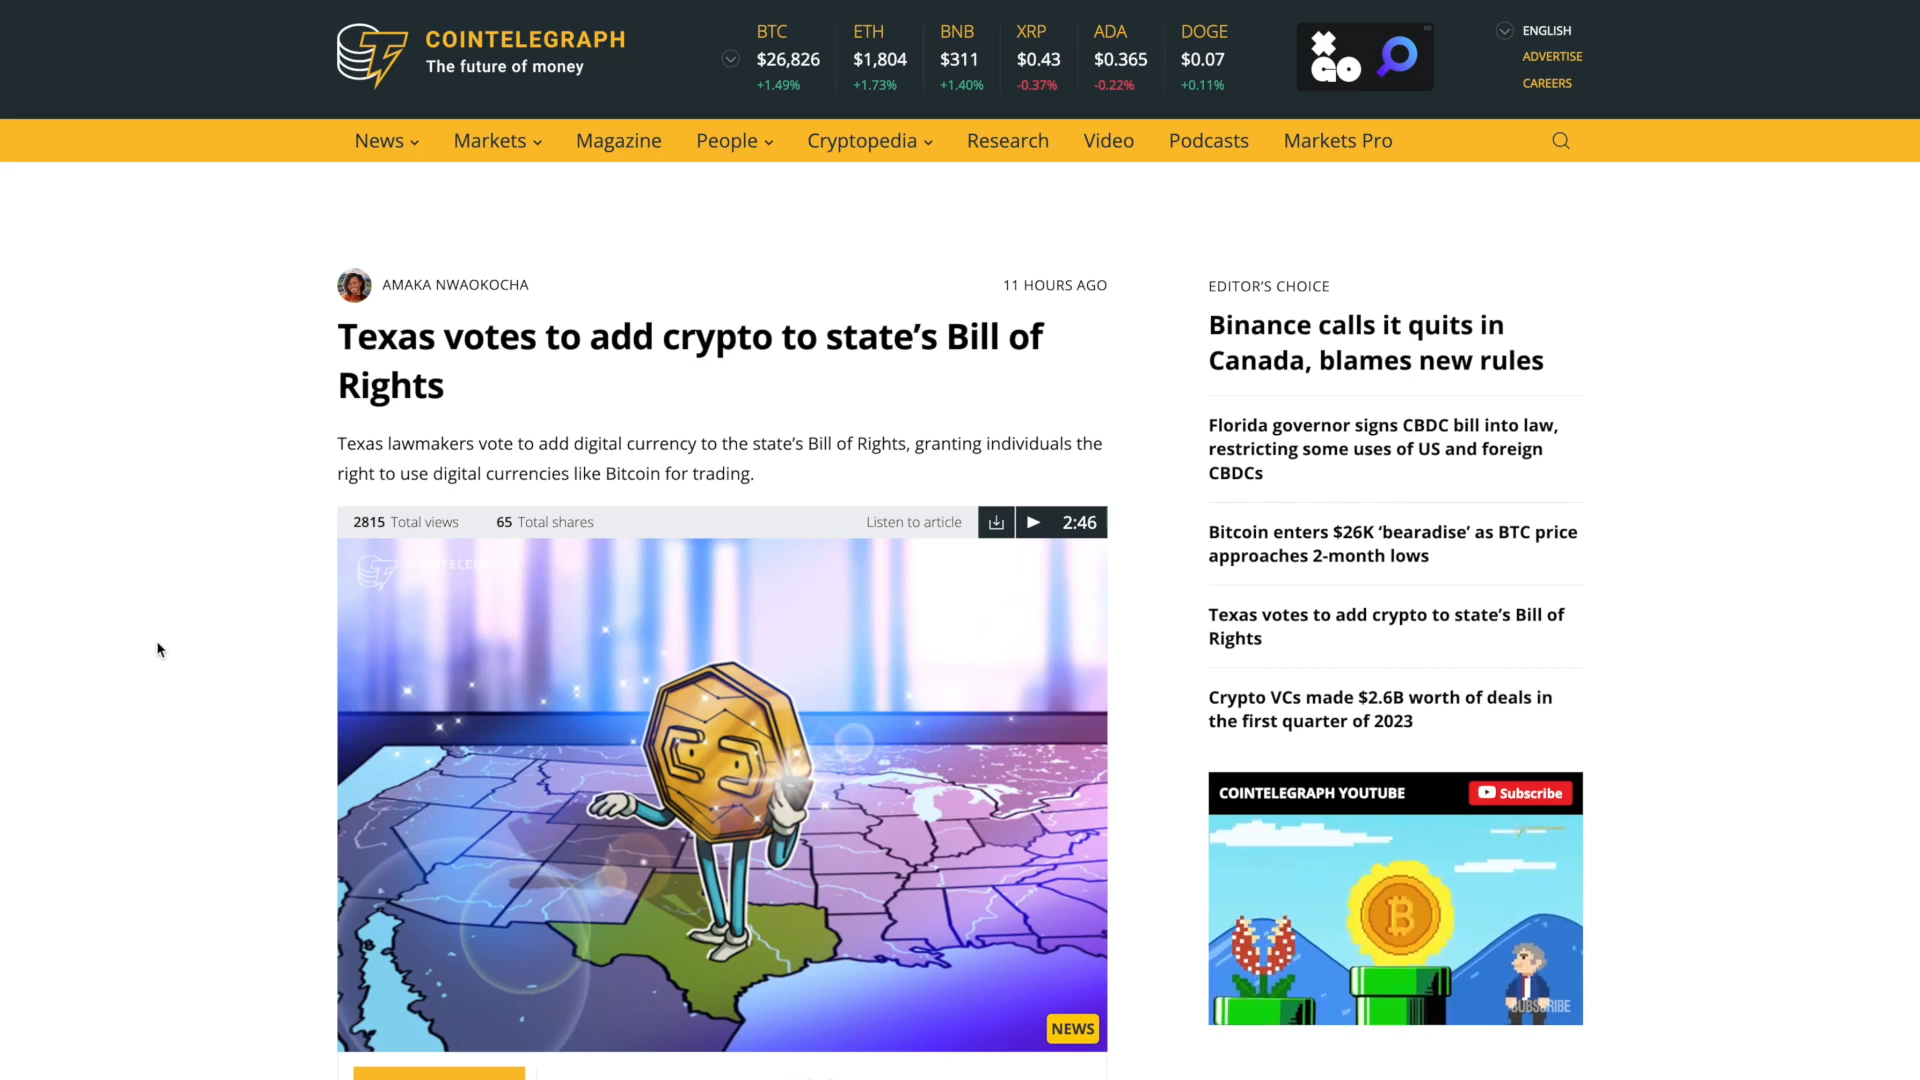 COINTELEGRAPH
The future of money
BTC
$26,826
+1.49%
ETH
$1,804
+1.73%
BNB
$311
+1.40%
XRP
$0.43
-0.37%
ADA
$0.365
-0.22%
DOGE
$0.07
+0.11%
XGO
AD
ENGLISH
ADVERTISE
CAREERS
News
Markets
Magazine
People
Cryptopedia
Research
Video
Podcasts
Markets Pro
AMAKA NWAOKOCHA
11 HOURS AGO
Texas votes to add crypto to state’s Bill of
Rights
Texas lawmakers vote to add digital currency to the state’s Bill of Rights, granting individuals the
right to use digital currencies like Bitcoin for trading.
2815 Total views
65 Total shares
Listen to article
2:46
NEWS
EDITOR’S CHOICE
Binance calls it quits in
Canada, blames new rules
Florida governor signs CBDC bill into law,
restricting some uses of US and foreign
CBDCs
Bitcoin enters $26K ‘bearadise’ as BTC price
approaches 2-month lows
Texas votes to add crypto to state’s Bill of
Rights
Crypto VCs made $2.6B worth of deals in
the first quarter of 2023
COINTELEGRAPH YOUTUBE
Subscribe
SUBSCRIBE